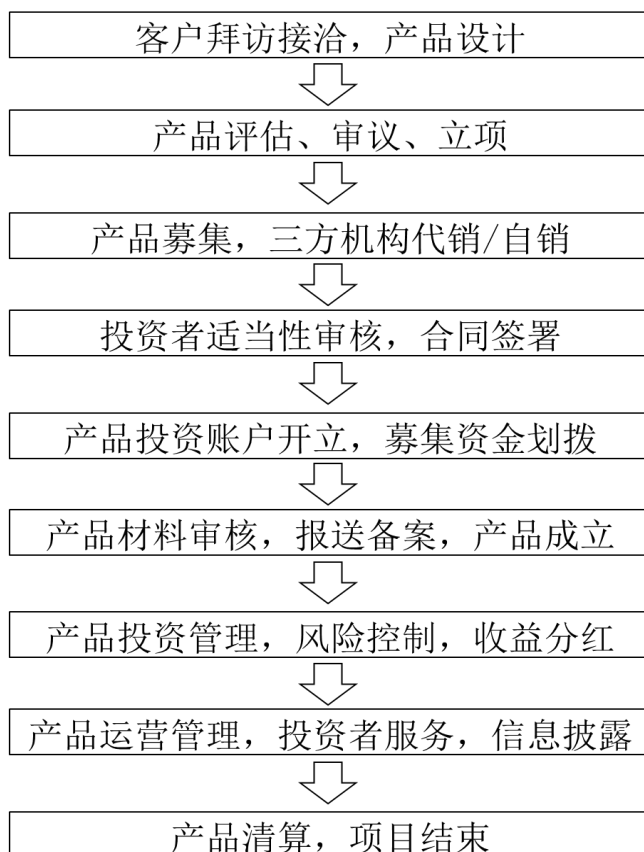 客户拜访接洽，产品设计
产品评估、审议、立项
产品募集，三方机构代销/自销
投资者适当性审核，合同签署
产品投资账户开立，募集资金划拨
产品材料审核，报送备案，产品成立
产品投资管理，风险控制，收益分红
产品运营管理，投资者服务，信息披露
产品清算，项目结束